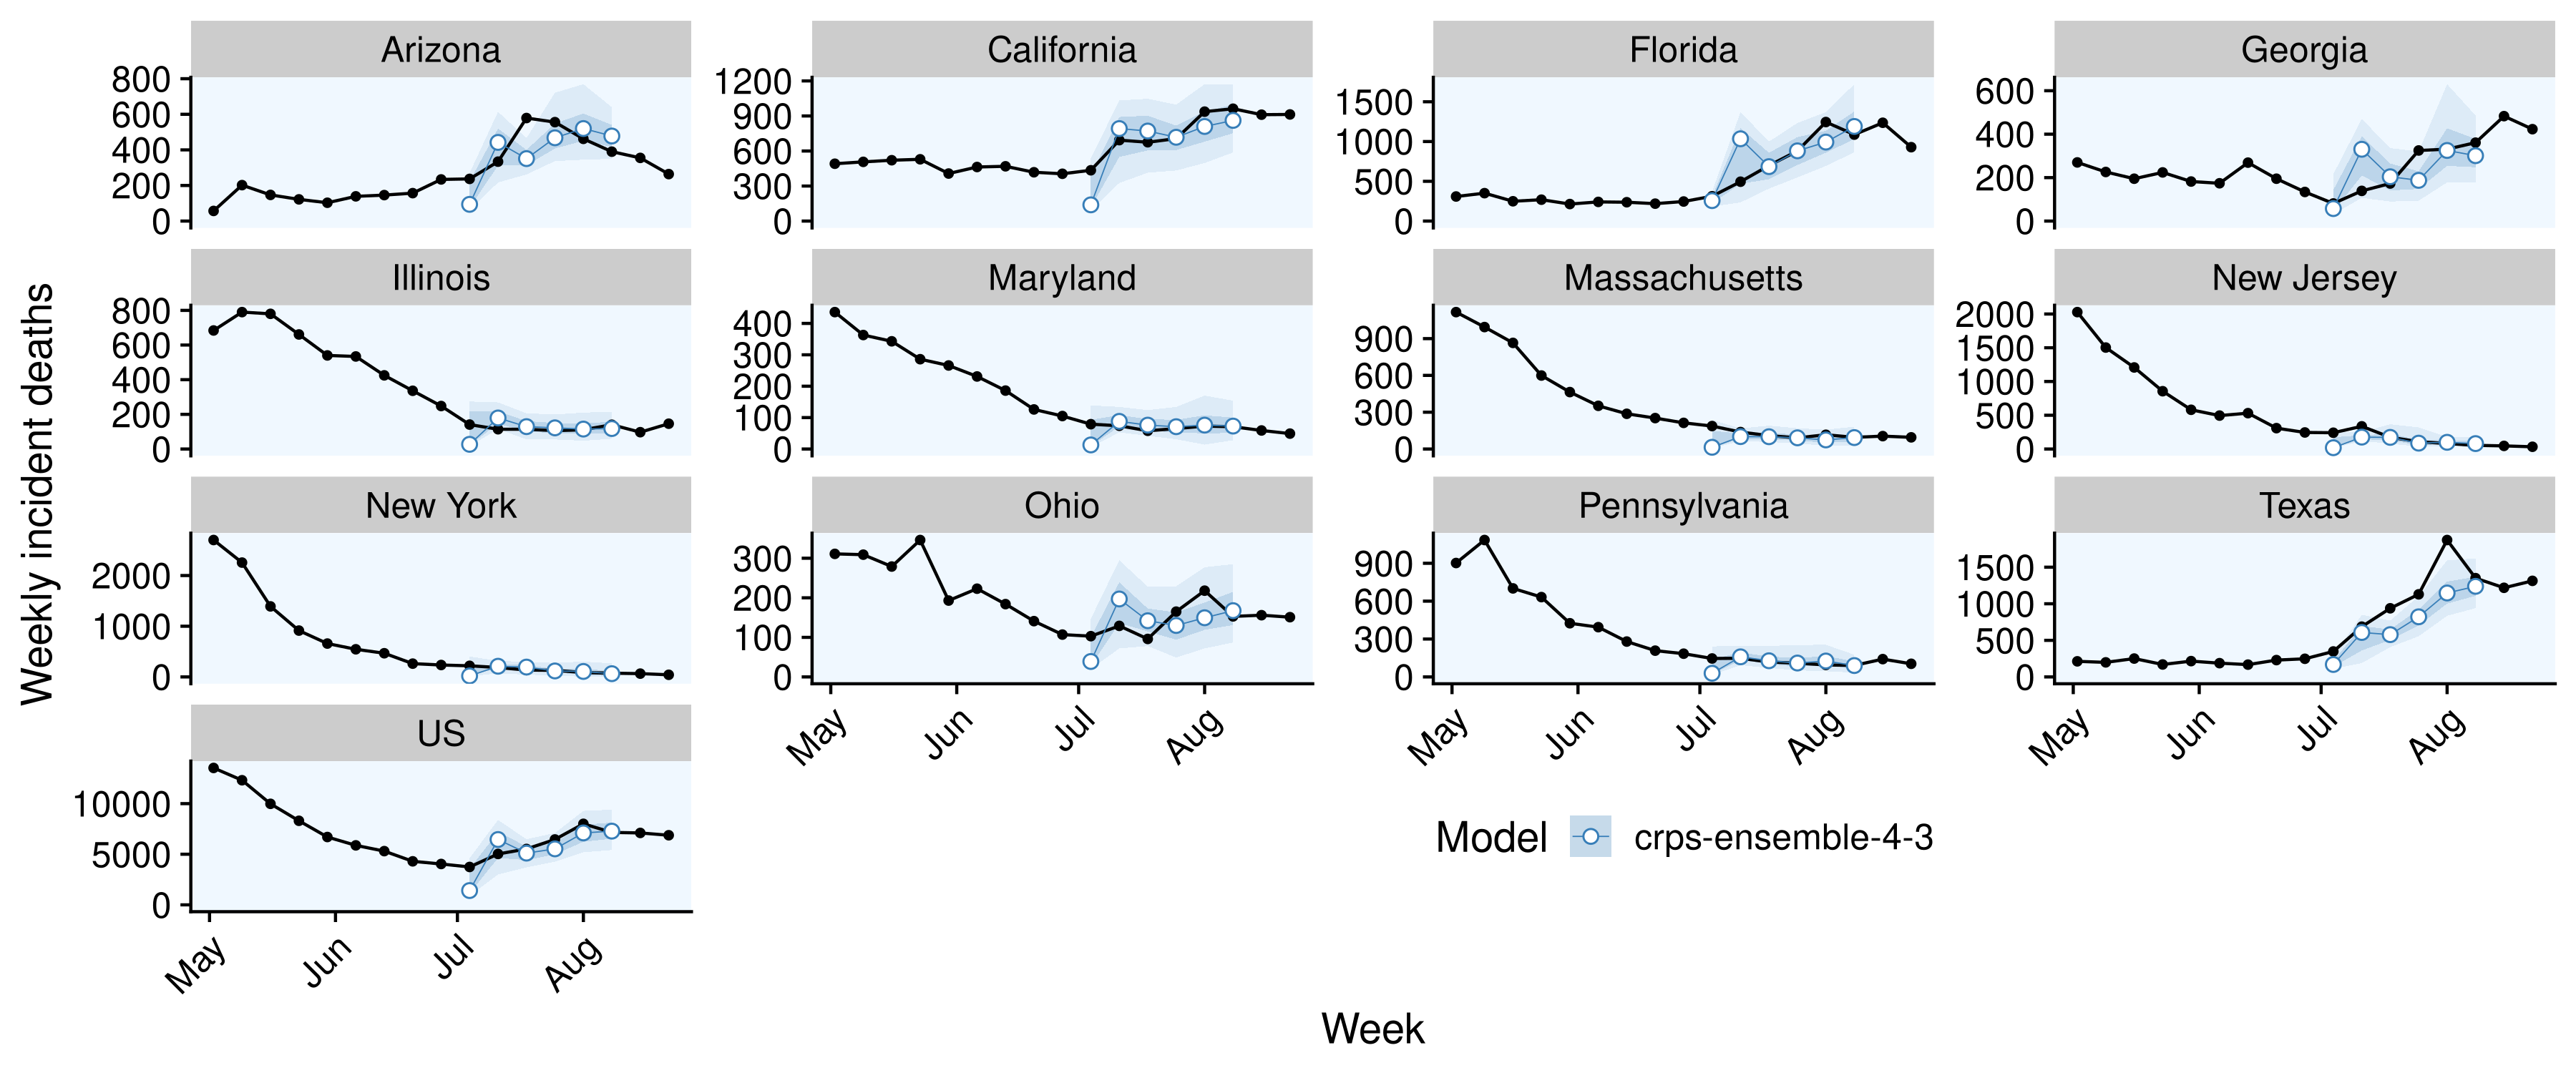 Weekly incident deaths
Arizona
800
600
400
200
0
California
1200
900
600
300
0
Florida
1500
1000
500
0
Georgia
600
400
200
0
Illinois
800
600
400
200
0
Maryland
400
300
200
100
0
Massachusetts
900
600
300
0
New Jersey
2000
1500
1000
500
0
New York
2000
1000
0
Ohio
300
200
100
0
May Jun Jul Aug
Pennsylvania
900
600
300
0
May Jun Jul Aug
Texas
1500
1000
500
0
May Jun Jul Aug
US
10000
5000
0
May Jun Jul Aug
Model crps-ensemble-4-3
Week